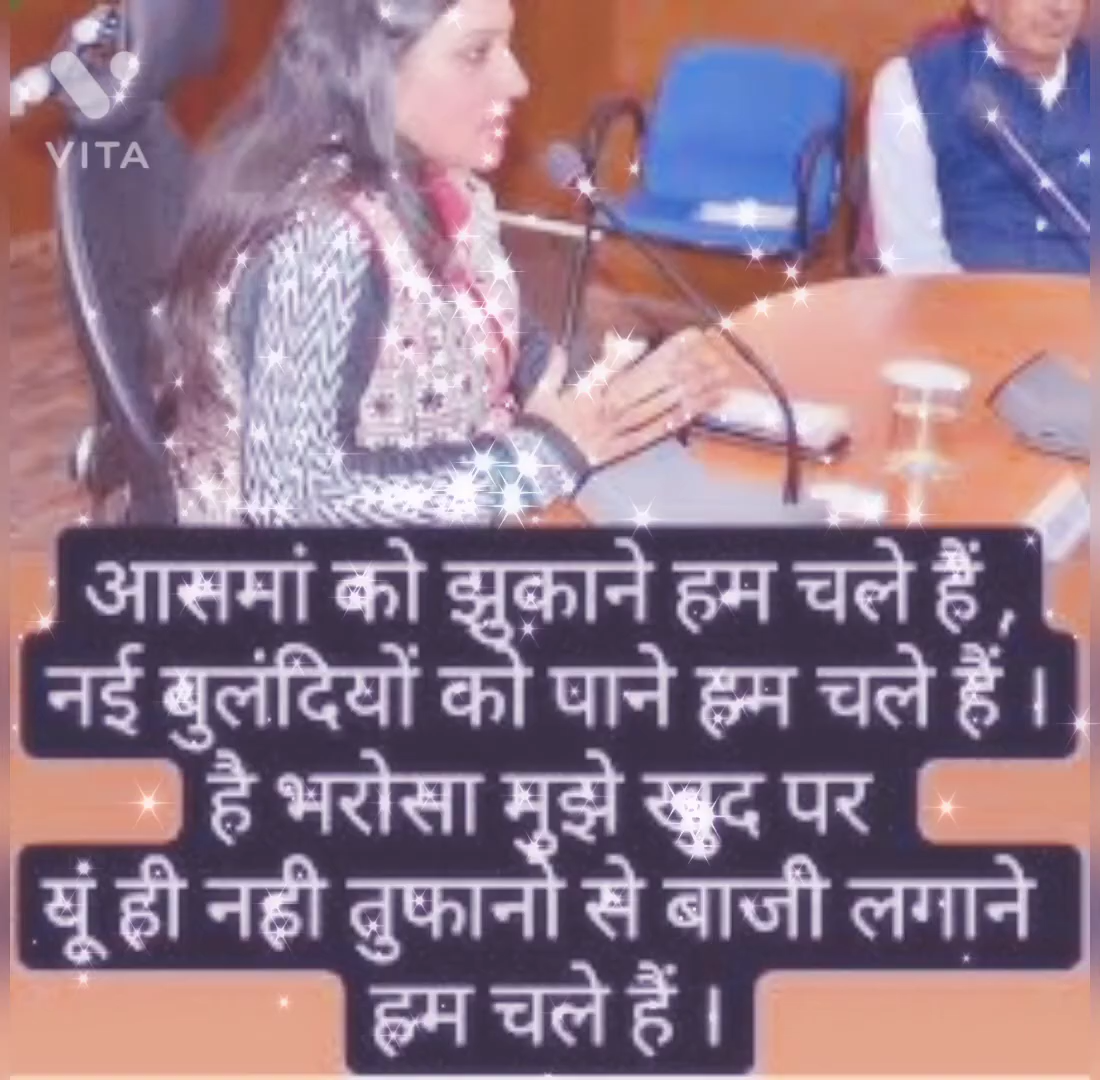 VITA
आसमां को झुकाने हम चले हैं,
नई बुलंदियों को पाने हम चले हैं ।
है भरोसा मुझे खुद पर
यूं ही नही तुफानो से बाजी लगाने
हम चले हैं ।